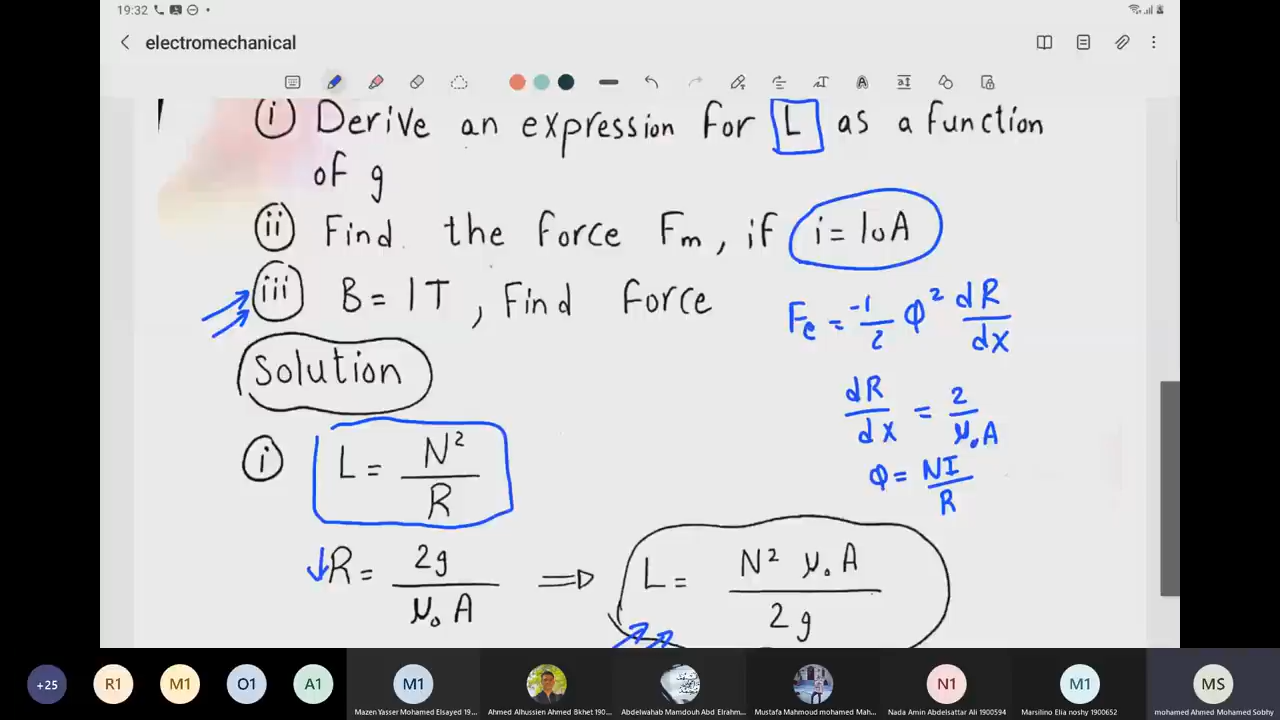 19:32
electromechanical
(i) Derive an expression for L as a function
of g
(ii) Find the force Fm, if i = 10A
(iii) B = 1T, Find force
Fe = -1/2 φ² dR/dx
Solution
dR/dx = 2/μ₀A
(i) L = N²/R
φ = NI/R
↓R = 2g/μ₀A ⇒ L = N² μ₀A/2g
+25
R1
M1
O1
A1
M1
N1
M1
MS
Mazen Yasser Mohamed Elsayed 19...
Ahmed Alhussien Ahmed Bkhet 190...
Abdelwahab Mamdouh Abd Elrahm...
Mustafa Mahmoud mohamed Mah...
Nada Amin Abdelsattar Ali 1900594
Marsilino Elia noshy 1900652
mohamed Ahmed Mohamed Sobhy